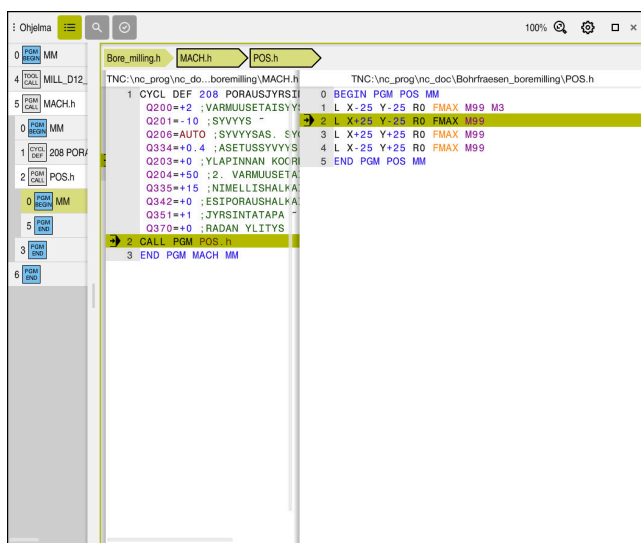 Ohjelma
100%
0 PGM BEGIN MM
4 TOOL CALL MILL_D12_
5 PGM CALL MACH.h
0 PGM BEGIN MM
1 CYCL DEF 208 PORA
2 PGM CALL POS.h
0 PGM BEGIN MM
5 PGM END
3 PGM END
6 PGM END
Bore_milling.h MACH.h POS.h
TNC:\nc_prog\nc_do...boremilling\MACH.h
1 CYCL DEF 208 PORAUSJYRSI
Q200=+2 ;VARMUUSETAISYY
Q201=-10 ;SYVYYS ~
Q206=AUTO ;SYVYYSAS. SY
Q334=+0.4 ;ASETUSSYVYYS
Q203=+0 ;YLAPINNAN KOOR
Q204=+50 ;2. VARMUUSETA
Q335=+15 ;NIMELLISHALKA
Q342=+0 ;ESIPORAUSHALKA
Q351=+1 ;JYRSINTATAPA ~
Q370=+0 ;RADAN YLITYS
2 CALL PGM POS.h
3 END PGM MACH MM
TNC:\nc_prog\nc_doc\Bohrfraesen_boremilling\POS.h
0 BEGIN PGM POS MM
1 L X-25 Y-25 R0 FMAX M99 M3
2 L X+25 Y-25 R0 FMAX M99
3 L X+25 Y+25 R0 FMAX M99
4 L X-25 Y+25 R0 FMAX M99
5 END PGM POS MM